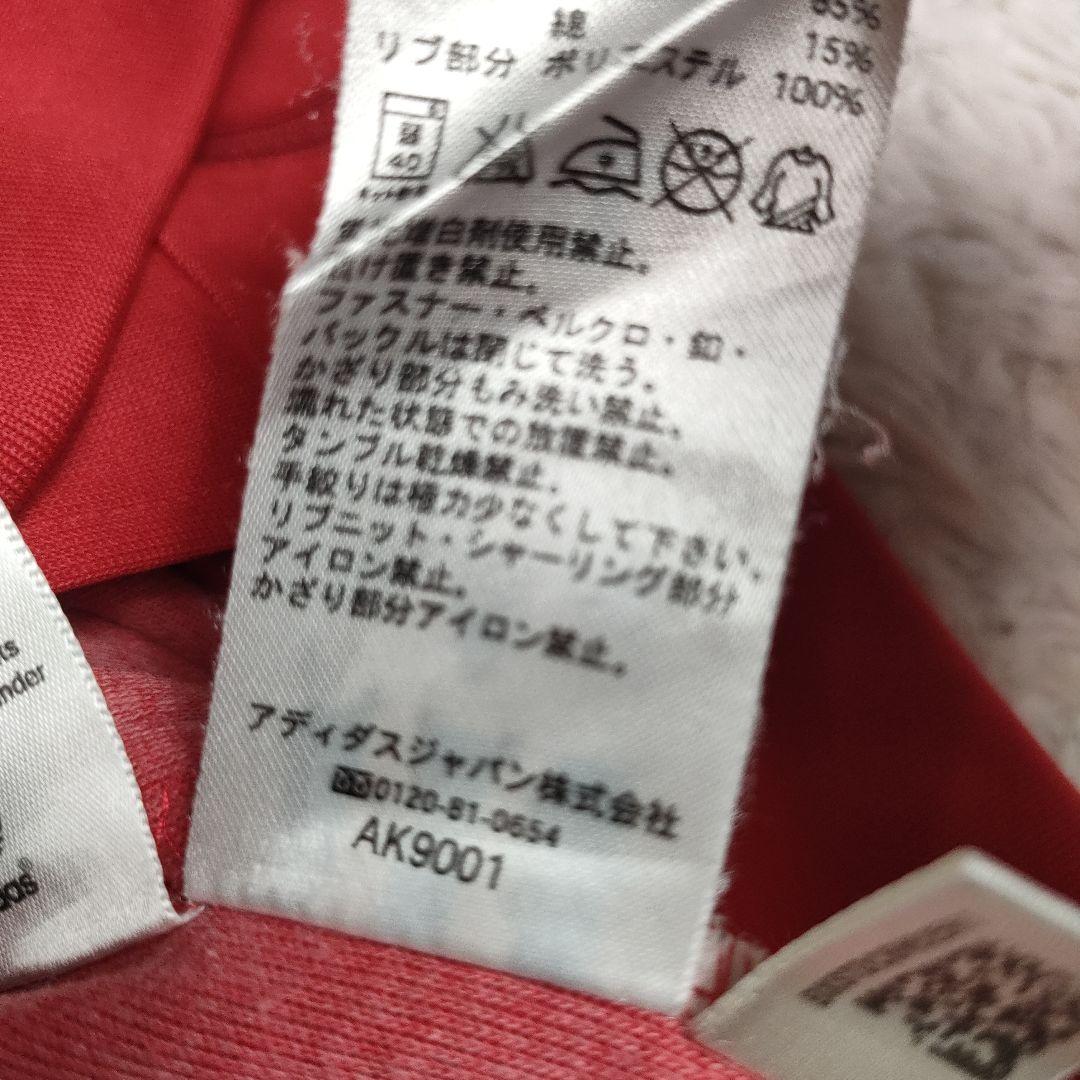 綿 15%
リブ部分 ポリエステル 100%
40
白剤使用禁止。
け置き禁止。
ファスナー・ベルクロ・釦・
バックルは閉じて洗う。
かざり部分もみ洗い禁止。
濡れた状態での放置禁止。
タンブル乾燥禁止。
手絞りは極力少なくして下さい。
リブニット・シャーリング部分
アイロン禁止。
かざり部分アイロン禁止。
アディダスジャパン株式会社
0120-81-0654
AK9001